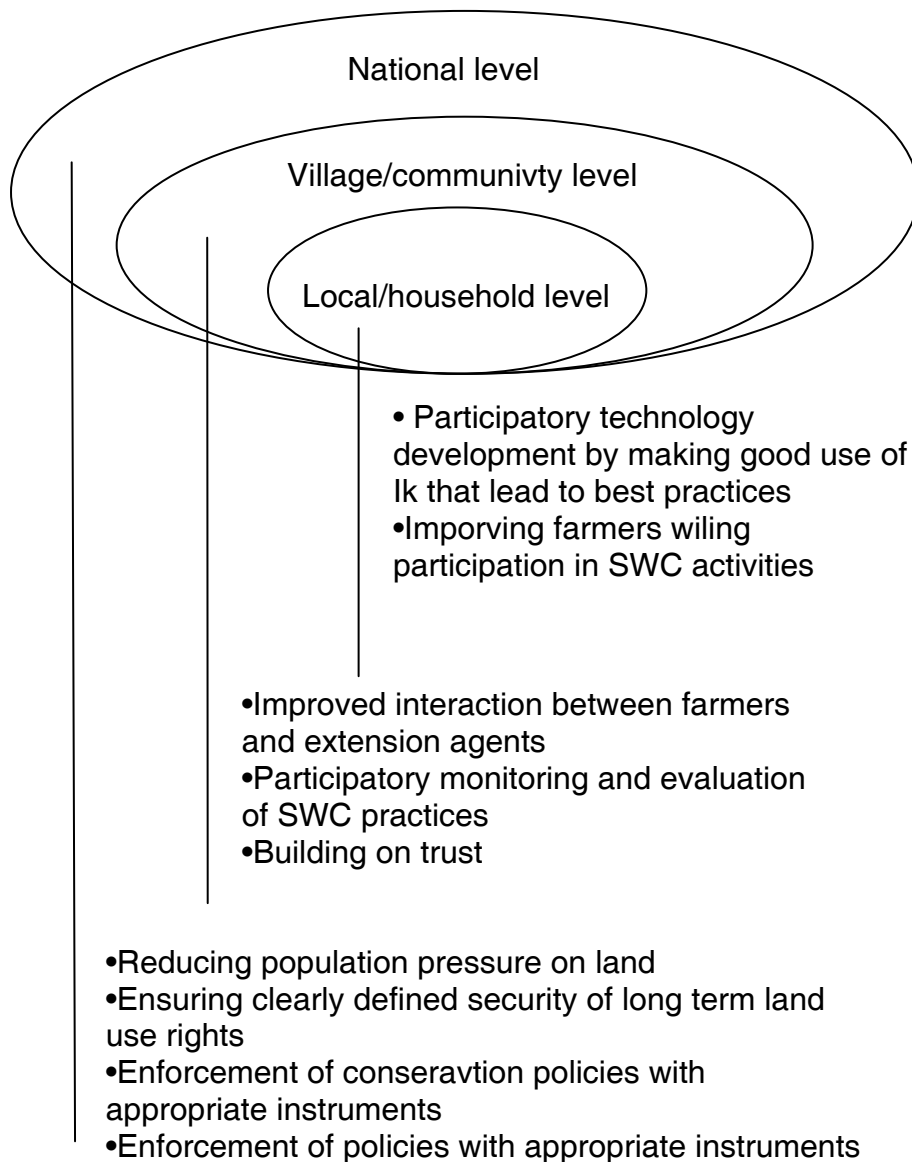 National level
Village/communivty level
Local/household level
• Participatory technology
development by making good use of
Ik that lead to best practices
•Imporving farmers wiling
participation in SWC activities
•Improved interaction between farmers
and extension agents
•Participatory monitoring and evaluation
of SWC practices
•Building on trust
•Reducing population pressure on land
•Ensuring clearly defined security of long term land
use rights
•Enforcement of conseravtion policies with
appropriate instruments
•Enforcement of policies with appropriate instruments